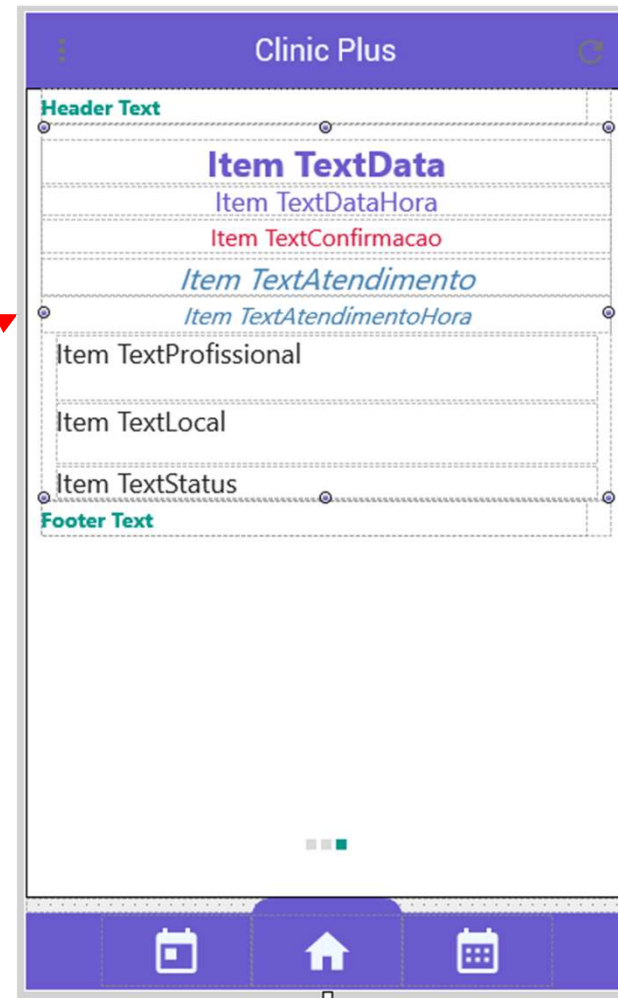 Clinic Plus
Header Text
Item TextData
Item TextDataHora
Item TextConfirmacao
Item TextAtendimento
Item TextAtendimentoHora
Item TextProfissional
Item TextLocal
Item TextStatus
Footer Text